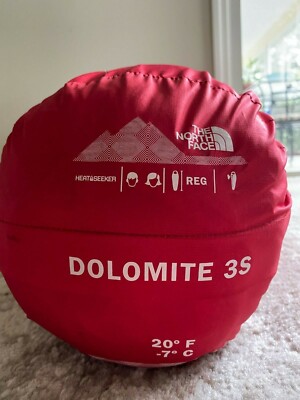 THE
NORTH
FACE
HEATSEEKER | | REG |
DOLOMITE 3S
20° F
-7° C